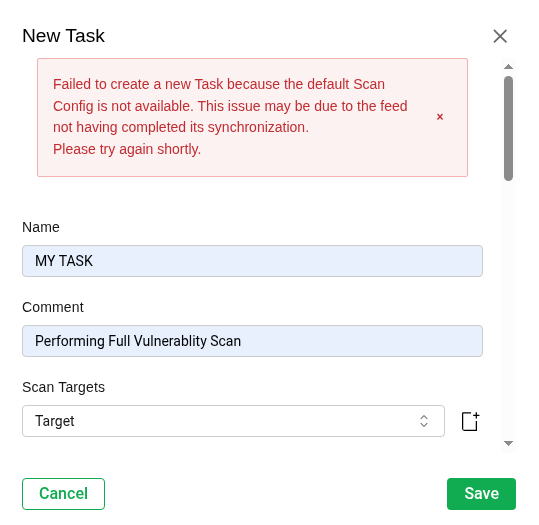 New Task
Failed to create a new Task because the default Scan
Config is not available. This issue may be due to the feed
not having completed its synchronization.
Please try again shortly.
×
Name
MY TASK
Comment
Performing Full Vulnerablity Scan
Scan Targets
Target
Cancel
Save